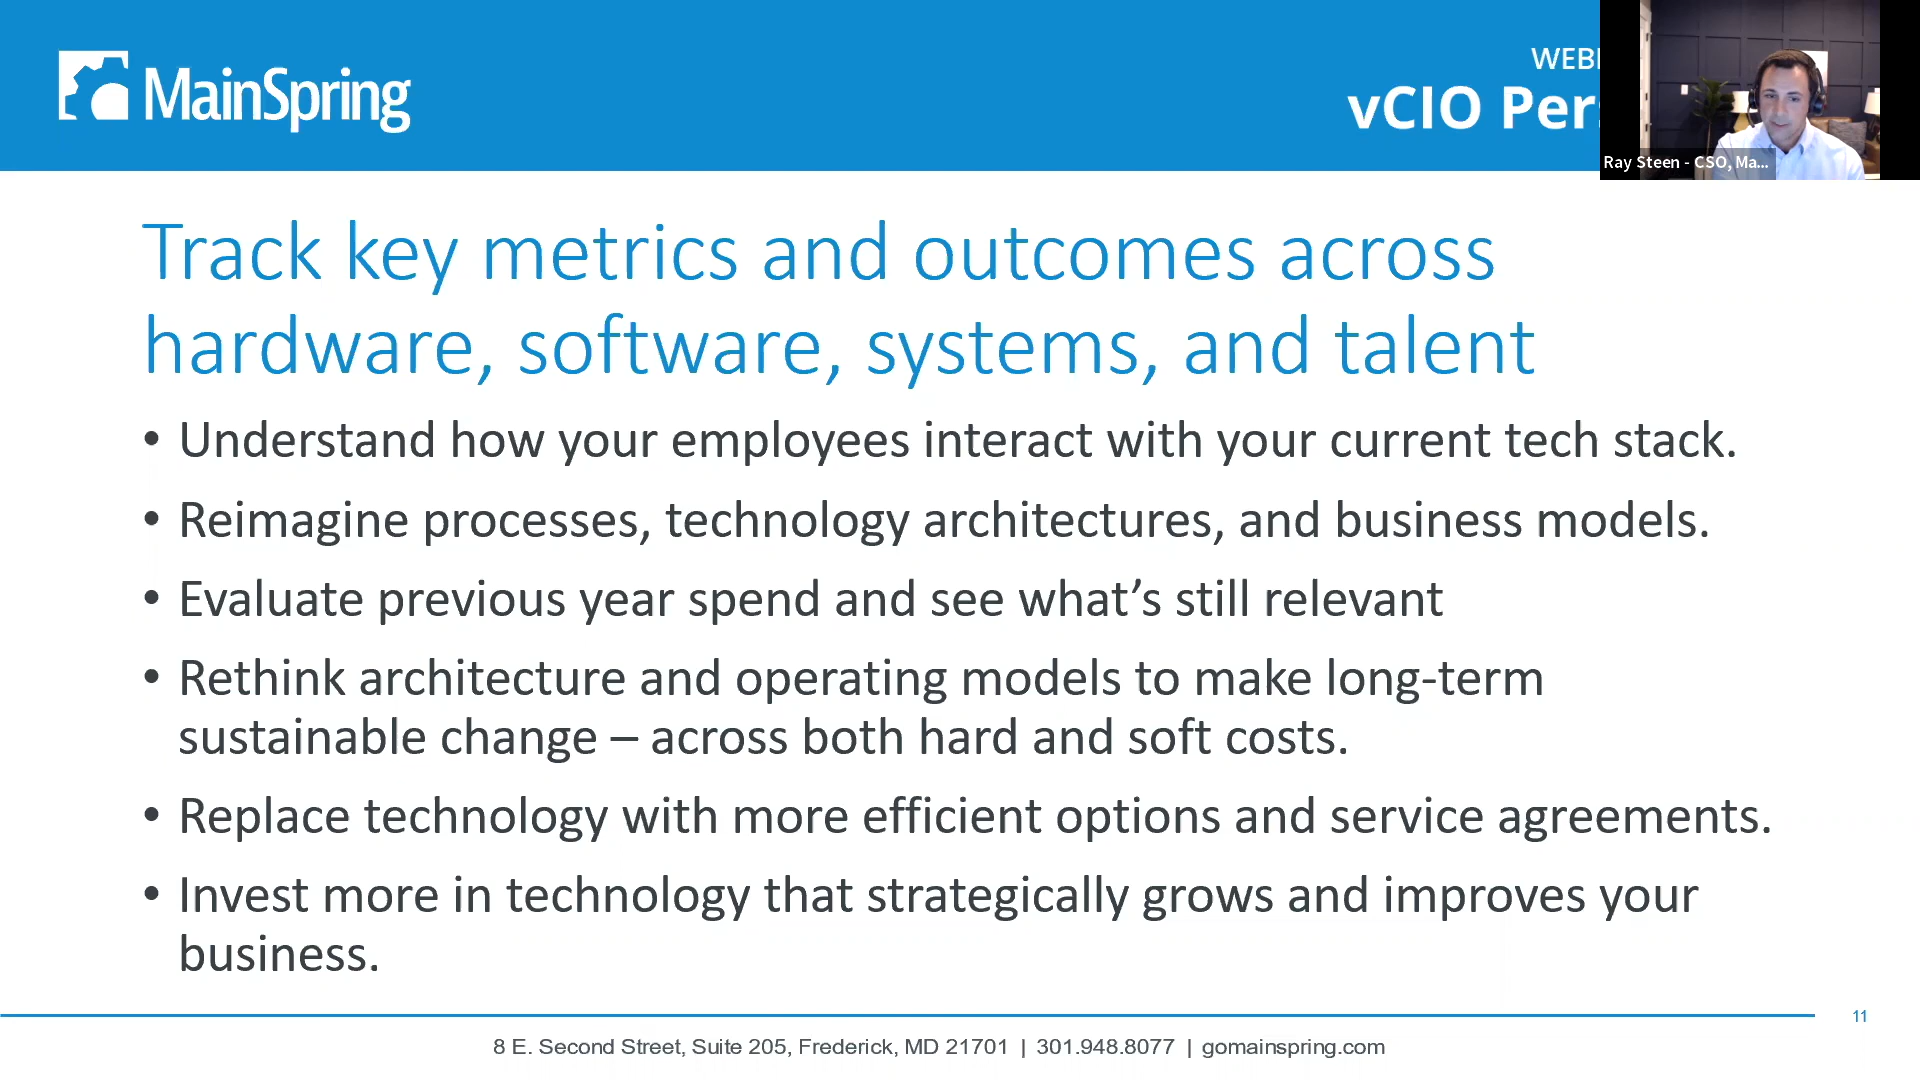 MainSpring
vCIO
Ray Steen - CSO, Ma...
Track key metrics and outcomes across
hardware, software, systems, and talent
• Understand how your employees interact with your current tech stack.
• Reimagine processes, technology architectures, and business models.
• Evaluate previous year spend and see what’s still relevant
• Rethink architecture and operating models to make long-term
sustainable change – across both hard and soft costs.
• Replace technology with more efficient options and service agreements.
• Invest more in technology that strategically grows and improves your
business.
11
8 E. Second Street, Suite 205, Frederick, MD 21701 | 301.948.8077 | gomainspring.com